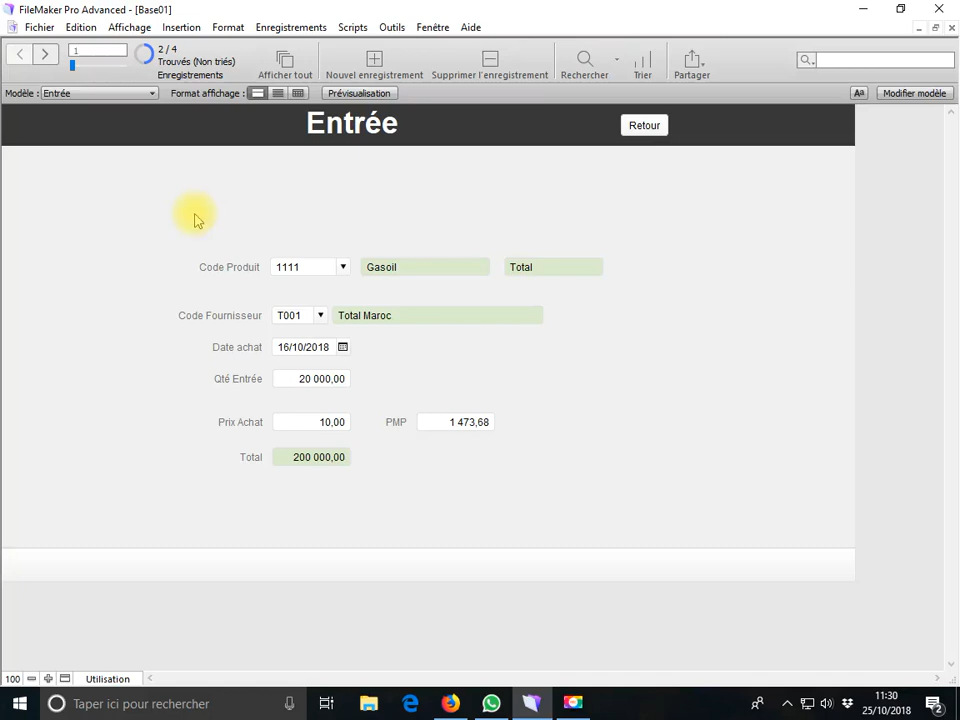 FileMaker Pro Advanced - [Base01]
Fichier Edition Affichage Insertion Format Enregistrements Scripts Outils Fenêtre Aide
1
2 / 4
Trouvés (Non triés)
Enregistrements
Afficher tout Nouvel enregistrement Supprimer l'enregistrement Rechercher Trier Partager
Modèle : Entrée Format affichage : Prévisualisation Aa Modifier modèle
Entrée Retour
Code Produit 1111 Gasoil Total
Code Fournisseur T001 Total Maroc
Date achat 16/10/2018
Qté Entrée 20 000,00
Prix Achat 10,00 PMP 1 473,68
Total 200 000,00
100 Utilisation
Taper ici pour rechercher
11:30
25/10/2018
2